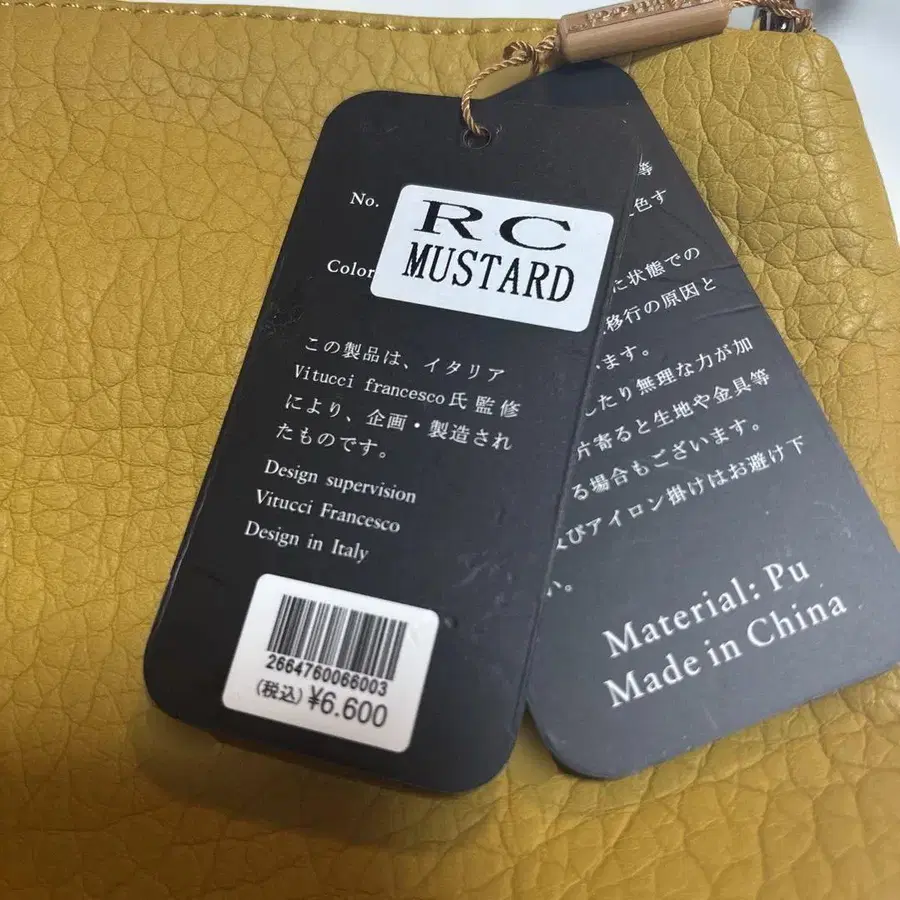 No.
RC
Color
MUSTARD
この製品は、イタリア
Vitucci francesco氏監修
により、企画・製造され
たものです。
Design supervision
Vitucci Francesco
Design in Italy
2664760066003
(税込) ¥6.600
等
色す
状態での
移行の原因と
ます。
したり無理な力が加
片寄ると生地や金具等
る場合もございます。
びアイロン掛けはお避け下
い。
Material: Pu
Made in China